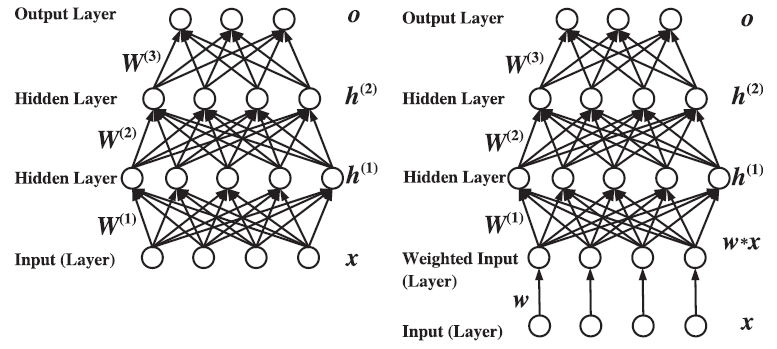 Output Layer o
W(3)
Hidden Layer h(2)
W(2)
Hidden Layer h(1)
W(1)
Input (Layer) x
Output Layer o
W(3)
Hidden Layer h(2)
W(2)
Hidden Layer h(1)
W(1)
Weighted Input w*x
(Layer)
w
Input (Layer) x